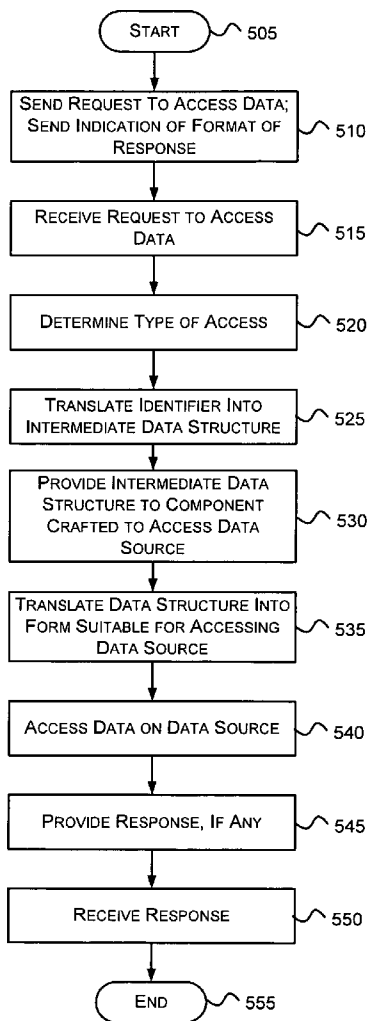 START
505
SEND REQUEST TO ACCESS DATA;
SEND INDICATION OF FORMAT OF
RESPONSE
510
RECEIVE REQUEST TO ACCESS
DATA
515
DETERMINE TYPE OF ACCESS
520
TRANSLATE IDENTIFIER INTO
INTERMEDIATE DATA STRUCTURE
525
PROVIDE INTERMEDIATE DATA
STRUCTURE TO COMPONENT
CRAFTED TO ACCESS DATA
SOURCE
530
TRANSLATE DATA STRUCTURE INTO
FORM SUITABLE FOR ACCESSING
DATA SOURCE
535
ACCESS DATA ON DATA SOURCE
540
PROVIDE RESPONSE, IF ANY
545
RECEIVE RESPONSE
550
END
555